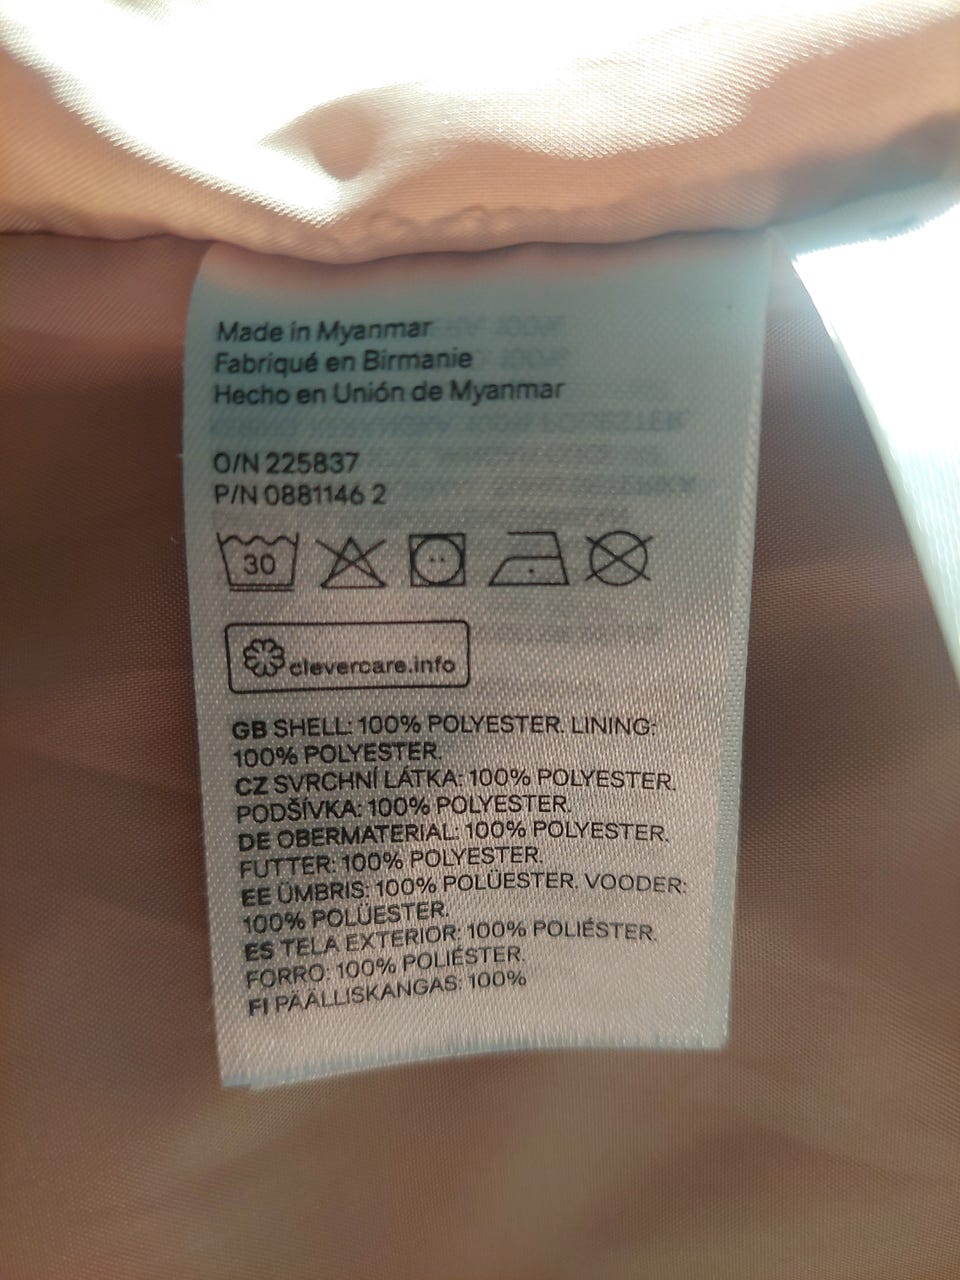 Made in Myanmar
Fabriqué en Birmanie
Hecho en Unión de Myanmar
O/N 225837
P/N 0881146 2
30
clevercare.info
GB SHELL: 100% POLYESTER. LINING:
100% POLYESTER.
CZ SVRCHNÍ LÁTKA: 100% POLYESTER.
PODŠÍVKA: 100% POLYESTER.
DE OBERMATERIAL: 100% POLYESTER.
FUTTER: 100% POLYESTER.
EE ÜMBRIS: 100% POLÜESTER. VOODER:
100% POLÜESTER.
ES TELA EXTERIOR: 100% POLIÉSTER.
FORRO: 100% POLIÉSTER.
FI PÄÄLLISKANGAS: 100%